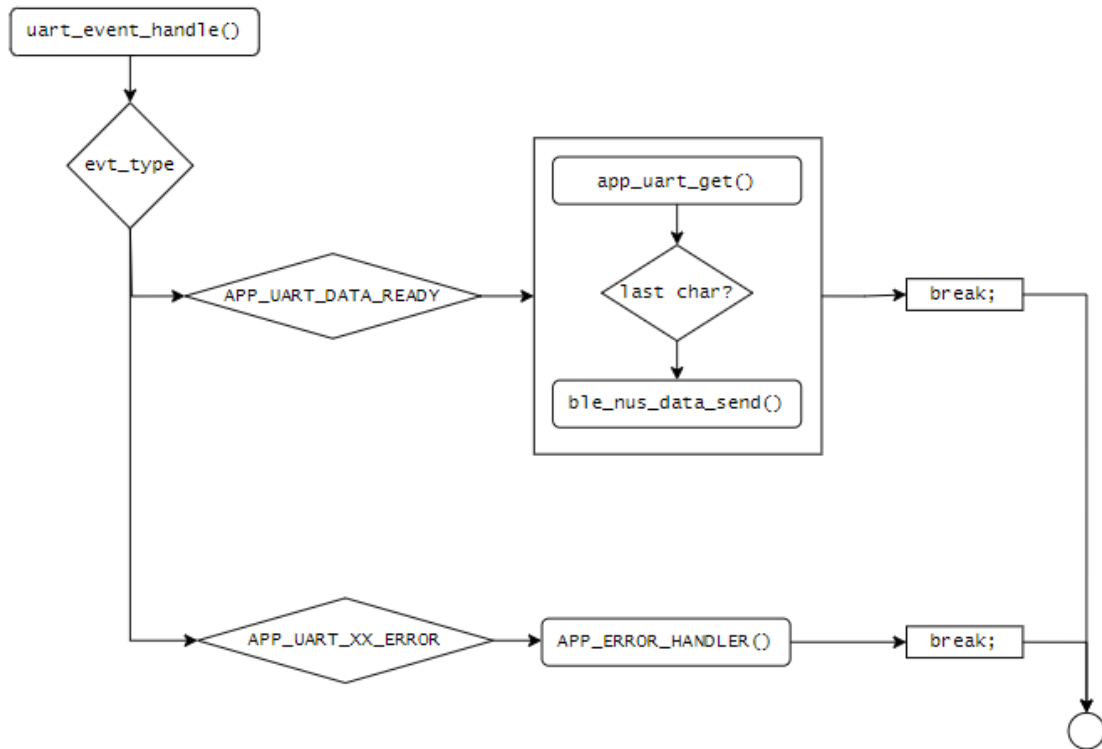 uart_event_handle()
evt_type
app_uart_get()
last char?
APP_UART_DATA_READY
break;
ble_nus_data_send()
APP_UART_XX_ERROR
APP_ERROR_HANDLER()
break;